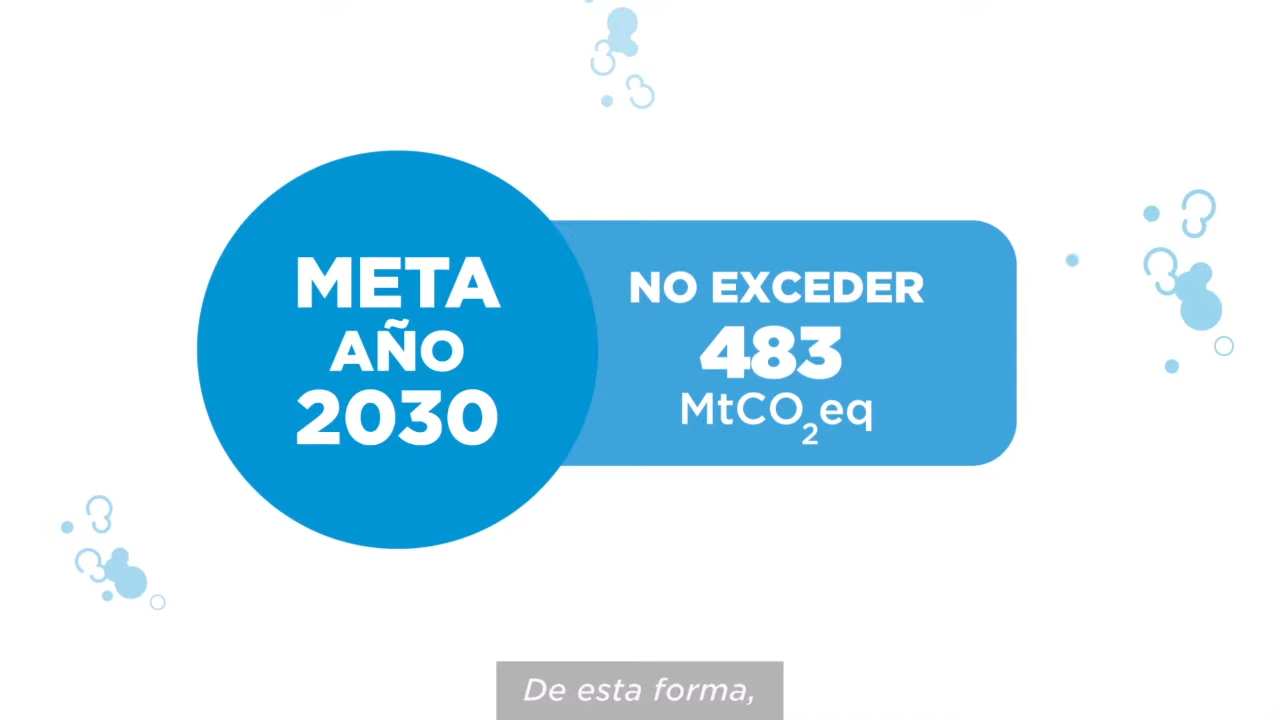 META
AÑO
2030
NO EXCEDER
483
MtCO₂eq
De esta forma,